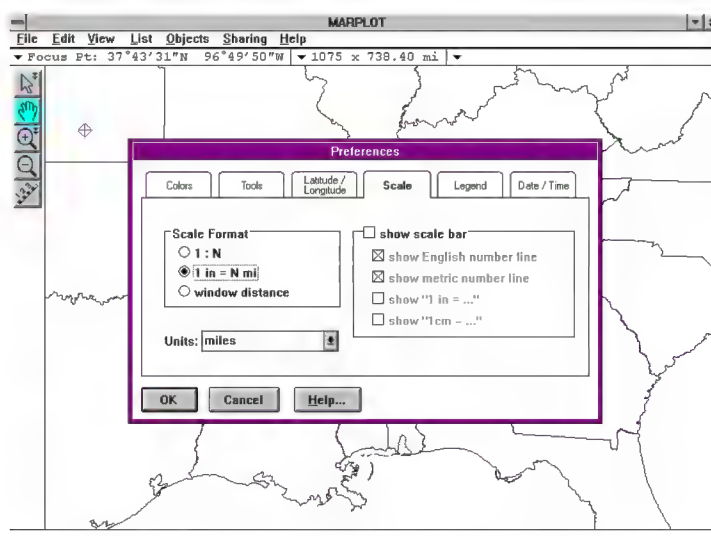 MARPLOT
File Edit View List Objects Sharing Help
Focus Pt: 37°43'31"N 96°49'50"W 1075 x 738.40 mi
Preferences
Colors Tools Latitude / Longitude Scale Legend Date / Time
Scale Format
1 : N
1 in = N mi
window distance
Units: miles
show scale bar
show English number line
show metric number line
show "1 in = ..."
show "1cm = ..."
OK Cancel Help...